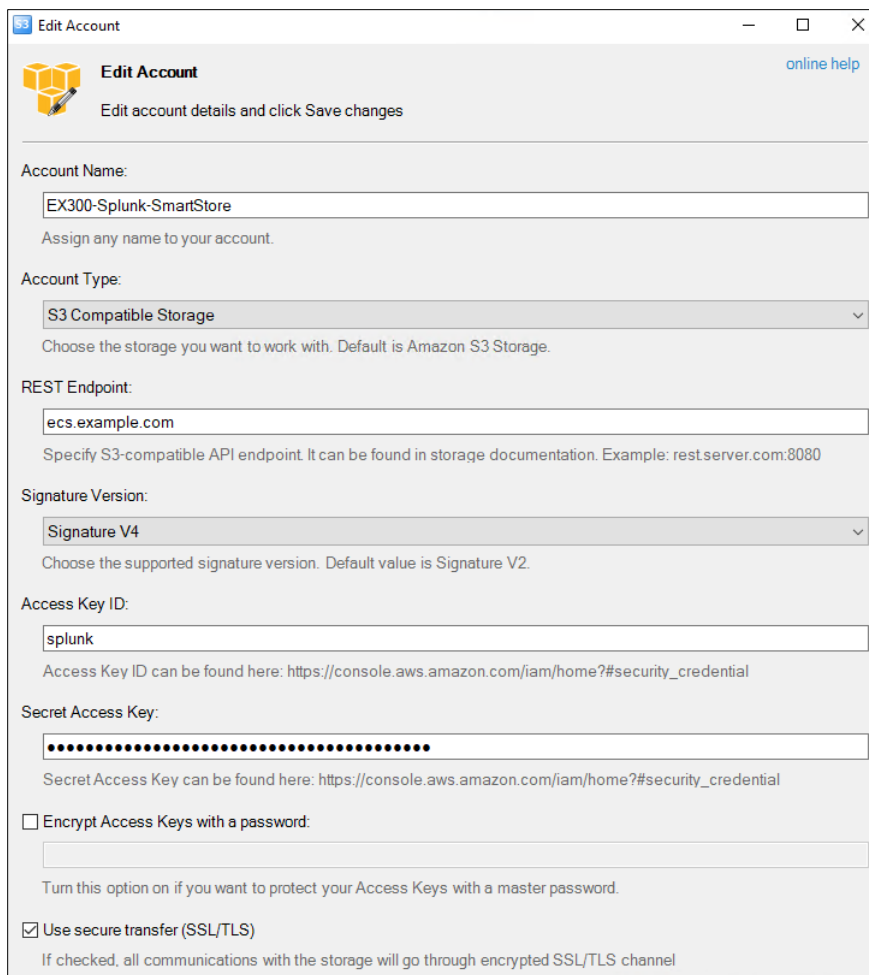 S3 Edit Account
online help
Edit Account
Edit account details and click Save changes
Account Name:
EX300-Splunk-SmartStore
Assign any name to your account.
Account Type:
S3 Compatible Storage
Choose the storage you want to work with. Default is Amazon S3 Storage.
REST Endpoint:
ecs.example.com
Specify S3-compatible API endpoint. It can be found in storage documentation. Example: rest.server.com:8080
Signature Version:
Signature V4
Choose the supported signature version. Default value is Signature V2.
Access Key ID:
splunk
Access Key ID can be found here: https://console.aws.amazon.com/iam/home?#security_credential
Secret Access Key:
●●●●●●●●●●●●●●●●●●●●●●●●●●●●●●●●●●●●●●●●
Secret Access Key can be found here: https://console.aws.amazon.com/iam/home?#security_credential
Encrypt Access Keys with a password:
Turn this option on if you want to protect your Access Keys with a master password.
Use secure transfer (SSL/TLS)
If checked, all communications with the storage will go through encrypted SSL/TLS channel